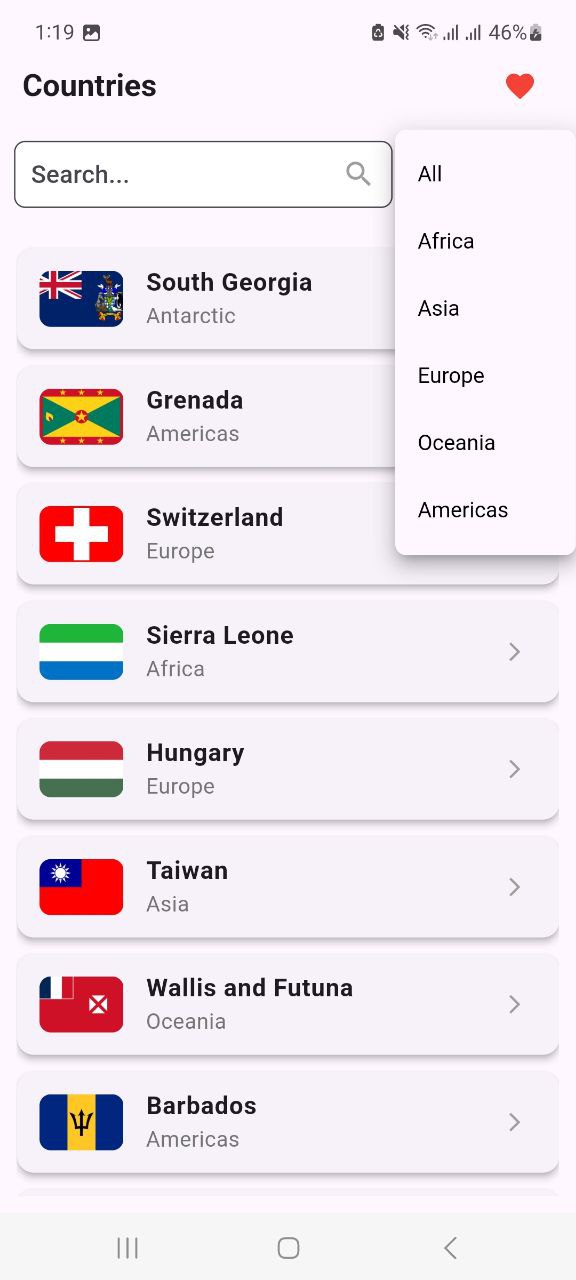 1:19 46%
Countries
Search...
All
Africa
Asia
Europe
Oceania
Americas
South Georgia
Antarctic
Grenada
Americas
Switzerland
Europe
Sierra Leone
Africa
Hungary
Europe
Taiwan
Asia
Wallis and Futuna
Oceania
Barbados
Americas